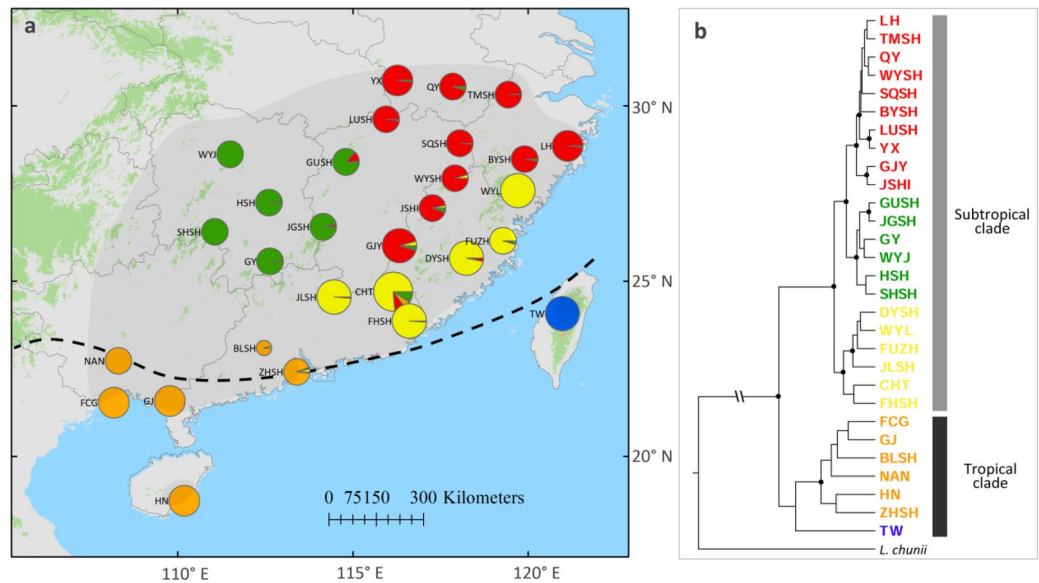 a
YX
QY
TMSH
30° N
LUSH
SQSH
LH
WYJ
GUSH
BYSH
WYSH
WYL
HSH
JSHI
SHSH
JGSH
GJY
FUZH
GY
DYSH
25° N
CHT
JLSH
FHSH
TW
BLSH
NAN
ZHSH
FCG
GJ
20° N
HN
0 75150 300 Kilometers
110° E
115° E
120° E
b
LH
TMSH
QY
WYSH
SQSH
BYSH
LUSH
YX
GJY
JSHI
GUSH
JGSH
GY
WYJ
HSH
SHSH
DYSH
WYL
FUZH
JLSH
CHT
FHSH
Subtropical
clade
FCG
GJ
BLSH
NAN
HN
ZHSH
TW
Tropical
clade
L. chunii